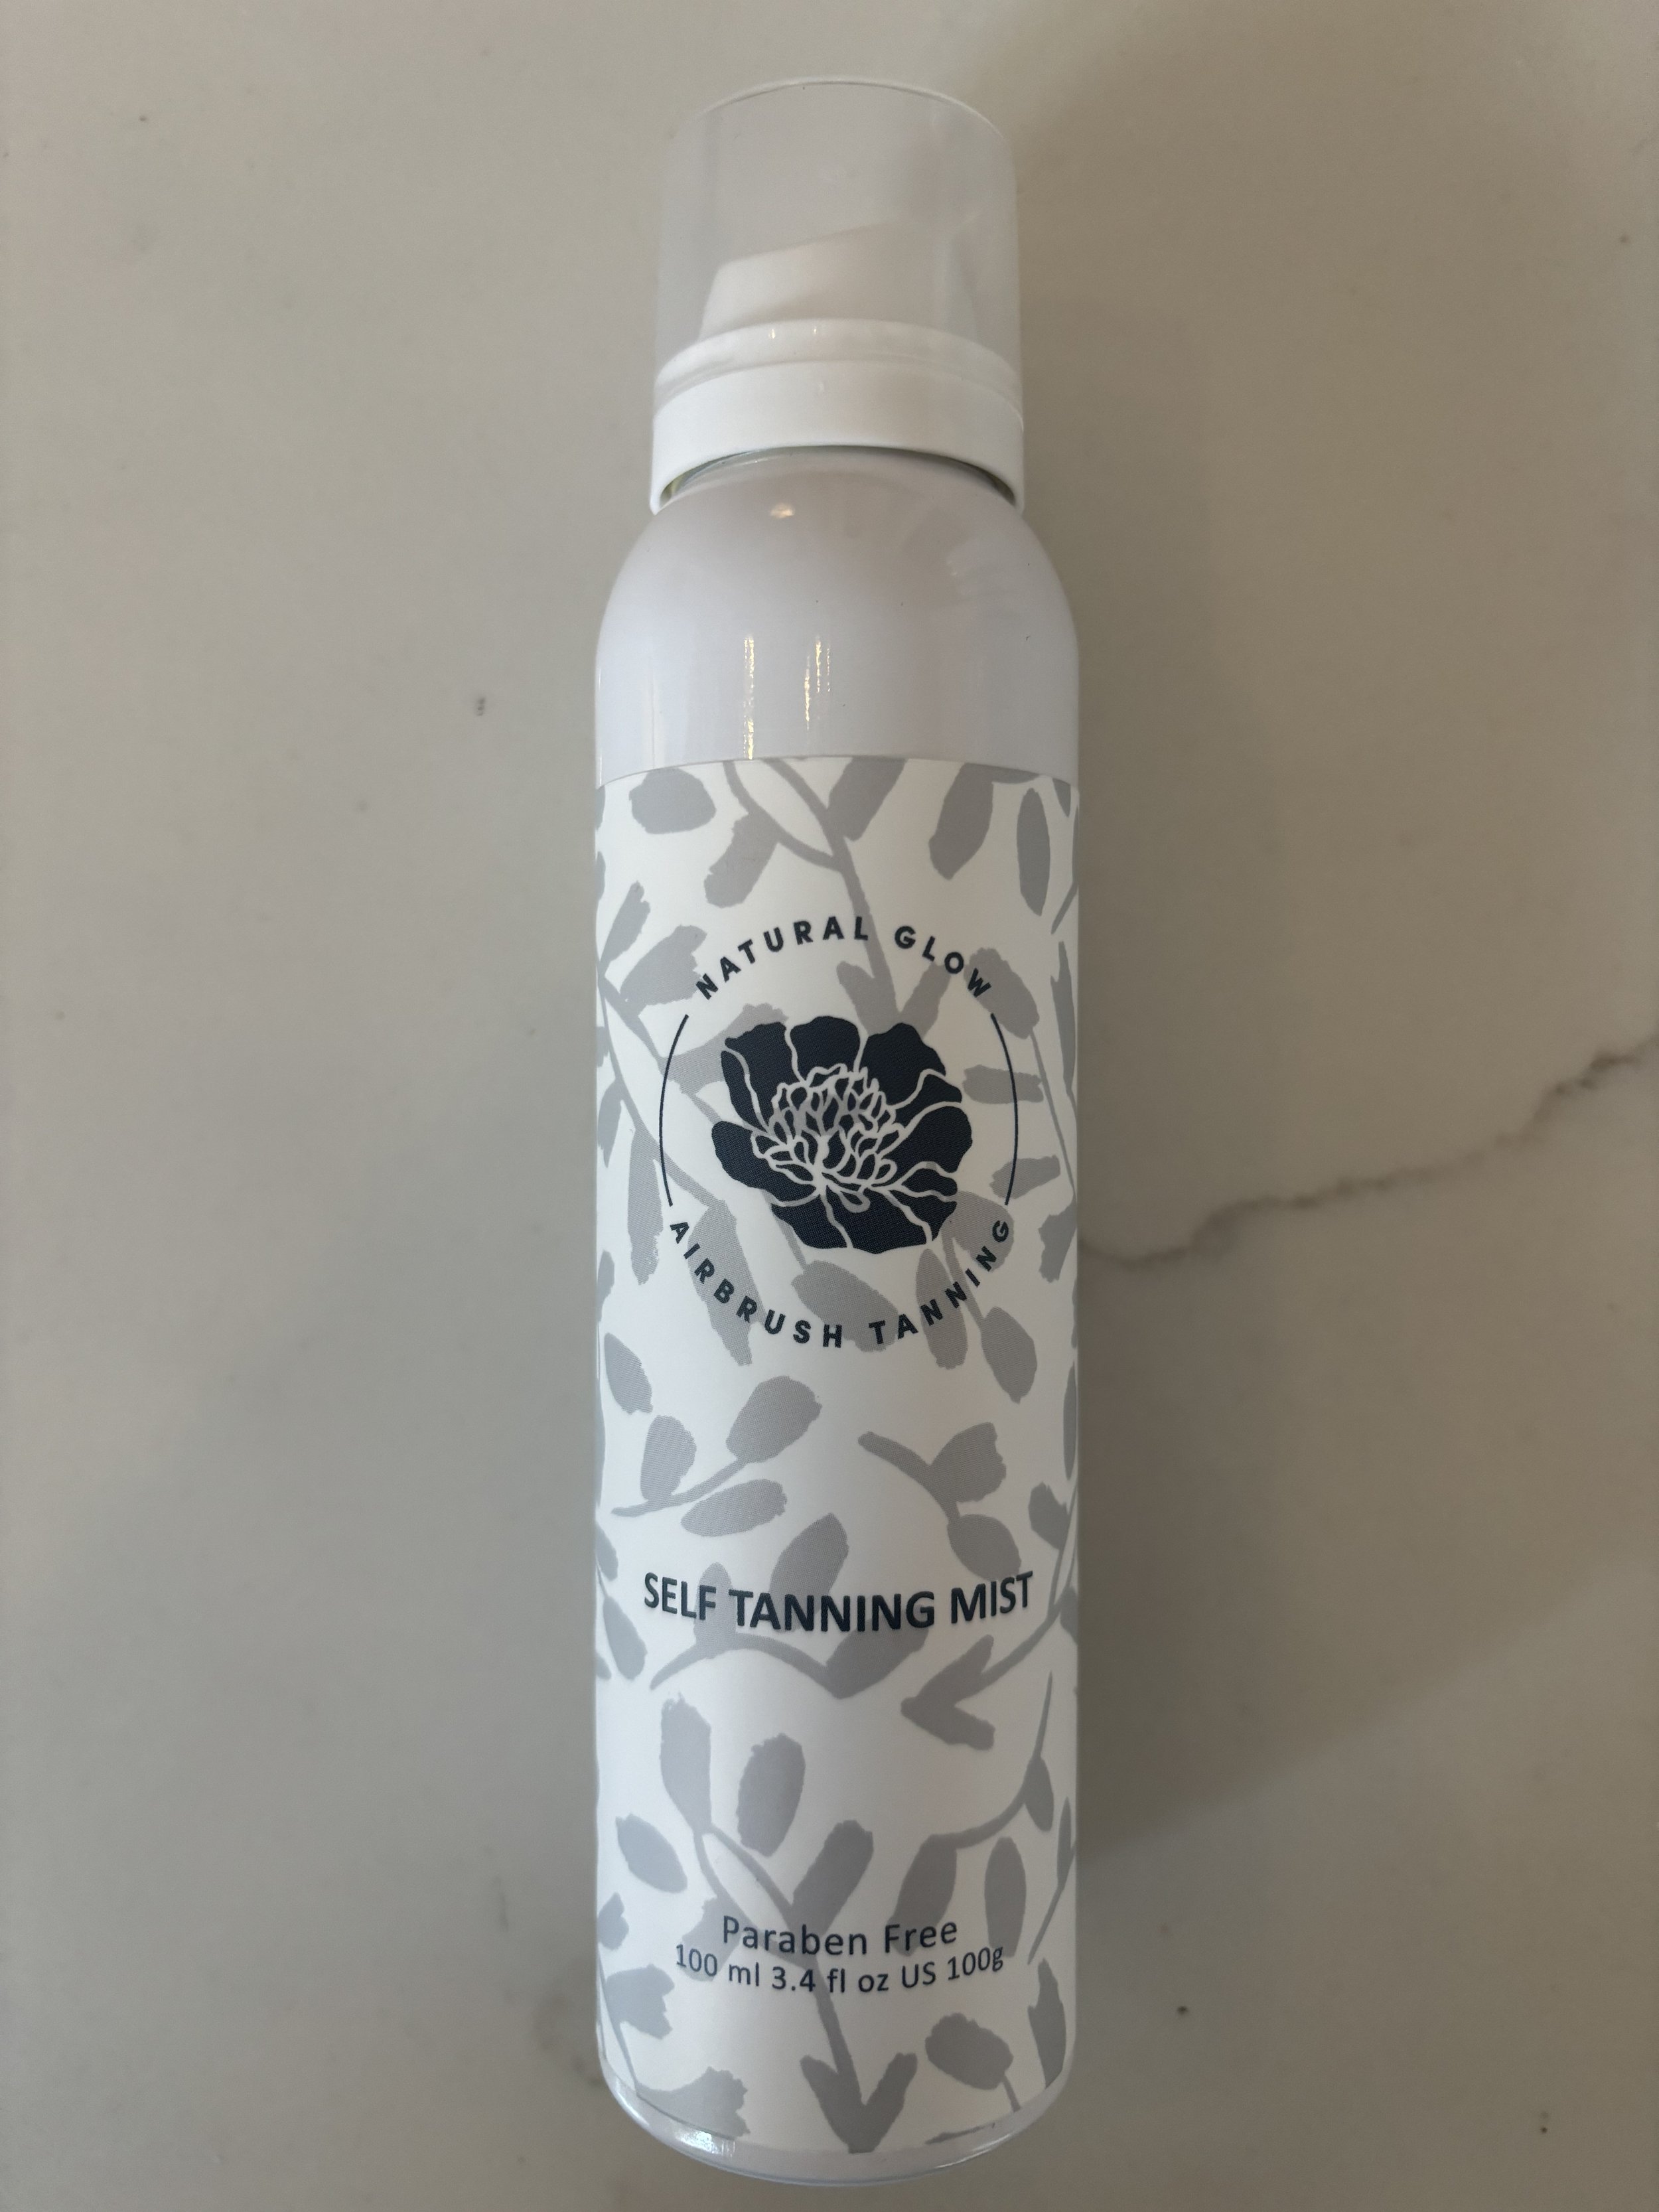 NATURAL GLOW
AIRBRUSH TANNING
SELF TANNING MIST
Paraben Free
100 ml 3.4 fl oz US 100g